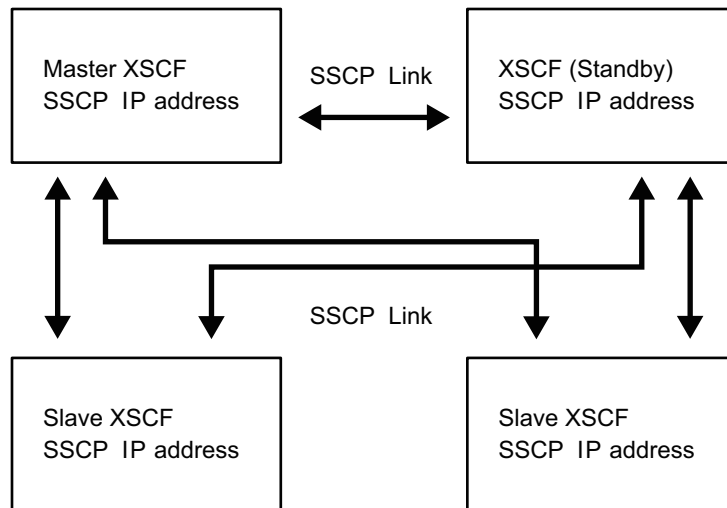 Master XSCF
SSCP IP address
SSCP Link
XSCF (Standby)
SSCP IP address
SSCP Link
Slave XSCF
SSCP IP address
Slave XSCF
SSCP IP address